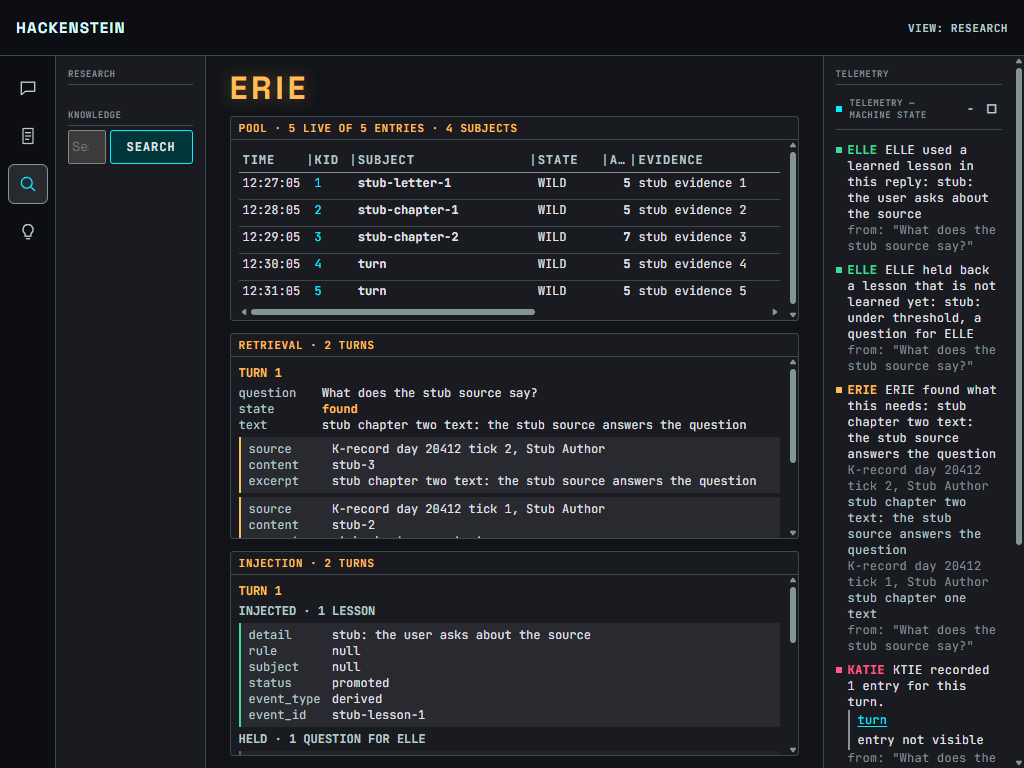 HACKENSTEIN
VIEW: RESEARCH
RESEARCH
KNOWLEDGE
Se
SEARCH
ERIE
POOL · 5 LIVE OF 5 ENTRIES · 4 SUBJECTS
TIME |KID |SUBJECT |STATE |A… |EVIDENCE
12:27:05 1 stub-letter-1 WILD 5 stub evidence 1
12:28:05 2 stub-chapter-1 WILD 5 stub evidence 2
12:29:05 3 stub-chapter-2 WILD 7 stub evidence 3
12:30:05 4 turn WILD 5 stub evidence 4
12:31:05 5 turn WILD 5 stub evidence 5
RETRIEVAL · 2 TURNS
TURN 1
question What does the stub source say?
state found
text stub chapter two text: the stub source answers the question
source K-record day 20412 tick 2, Stub Author
content stub-3
excerpt stub chapter two text: the stub source answers the question
source K-record day 20412 tick 1, Stub Author
content stub-2
INJECTION · 2 TURNS
TURN 1
INJECTED · 1 LESSON
detail stub: the user asks about the source
rule null
subject null
status promoted
event_type derived
event_id stub-lesson-1
HELD · 1 QUESTION FOR ELLE
TELEMETRY
TELEMETRY —
MACHINE STATE
-
ELLE ELLE used a
learned lesson in
this reply: stub:
the user asks about
the source
from: "What does the
stub source say?"
ELLE ELLE held back
a lesson that is not
learned yet: stub:
under threshold, a
question for ELLE
from: "What does the
stub source say?"
ERIE ERIE found what
this needs: stub
chapter two text:
the stub source
answers the question
K-record day 20412
tick 2, Stub Author
stub chapter two
text: the stub
source answers the
question
K-record day 20412
tick 1, Stub Author
stub chapter one
text
from: "What does the
stub source say?"
KATIE KTIE recorded
1 entry for this
turn.
turn
entry not visible
from: "What does the